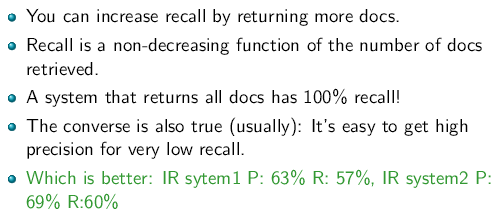 You can increase recall by returning more docs.
Recall is a non-decreasing function of the number of docs
retrieved.
A system that returns all docs has 100% recall!
The converse is also true (usually): It's easy to get high
precision for very low recall.
Which is better: IR sytem1 P: 63% R: 57%, IR system2 P:
69% R:60%